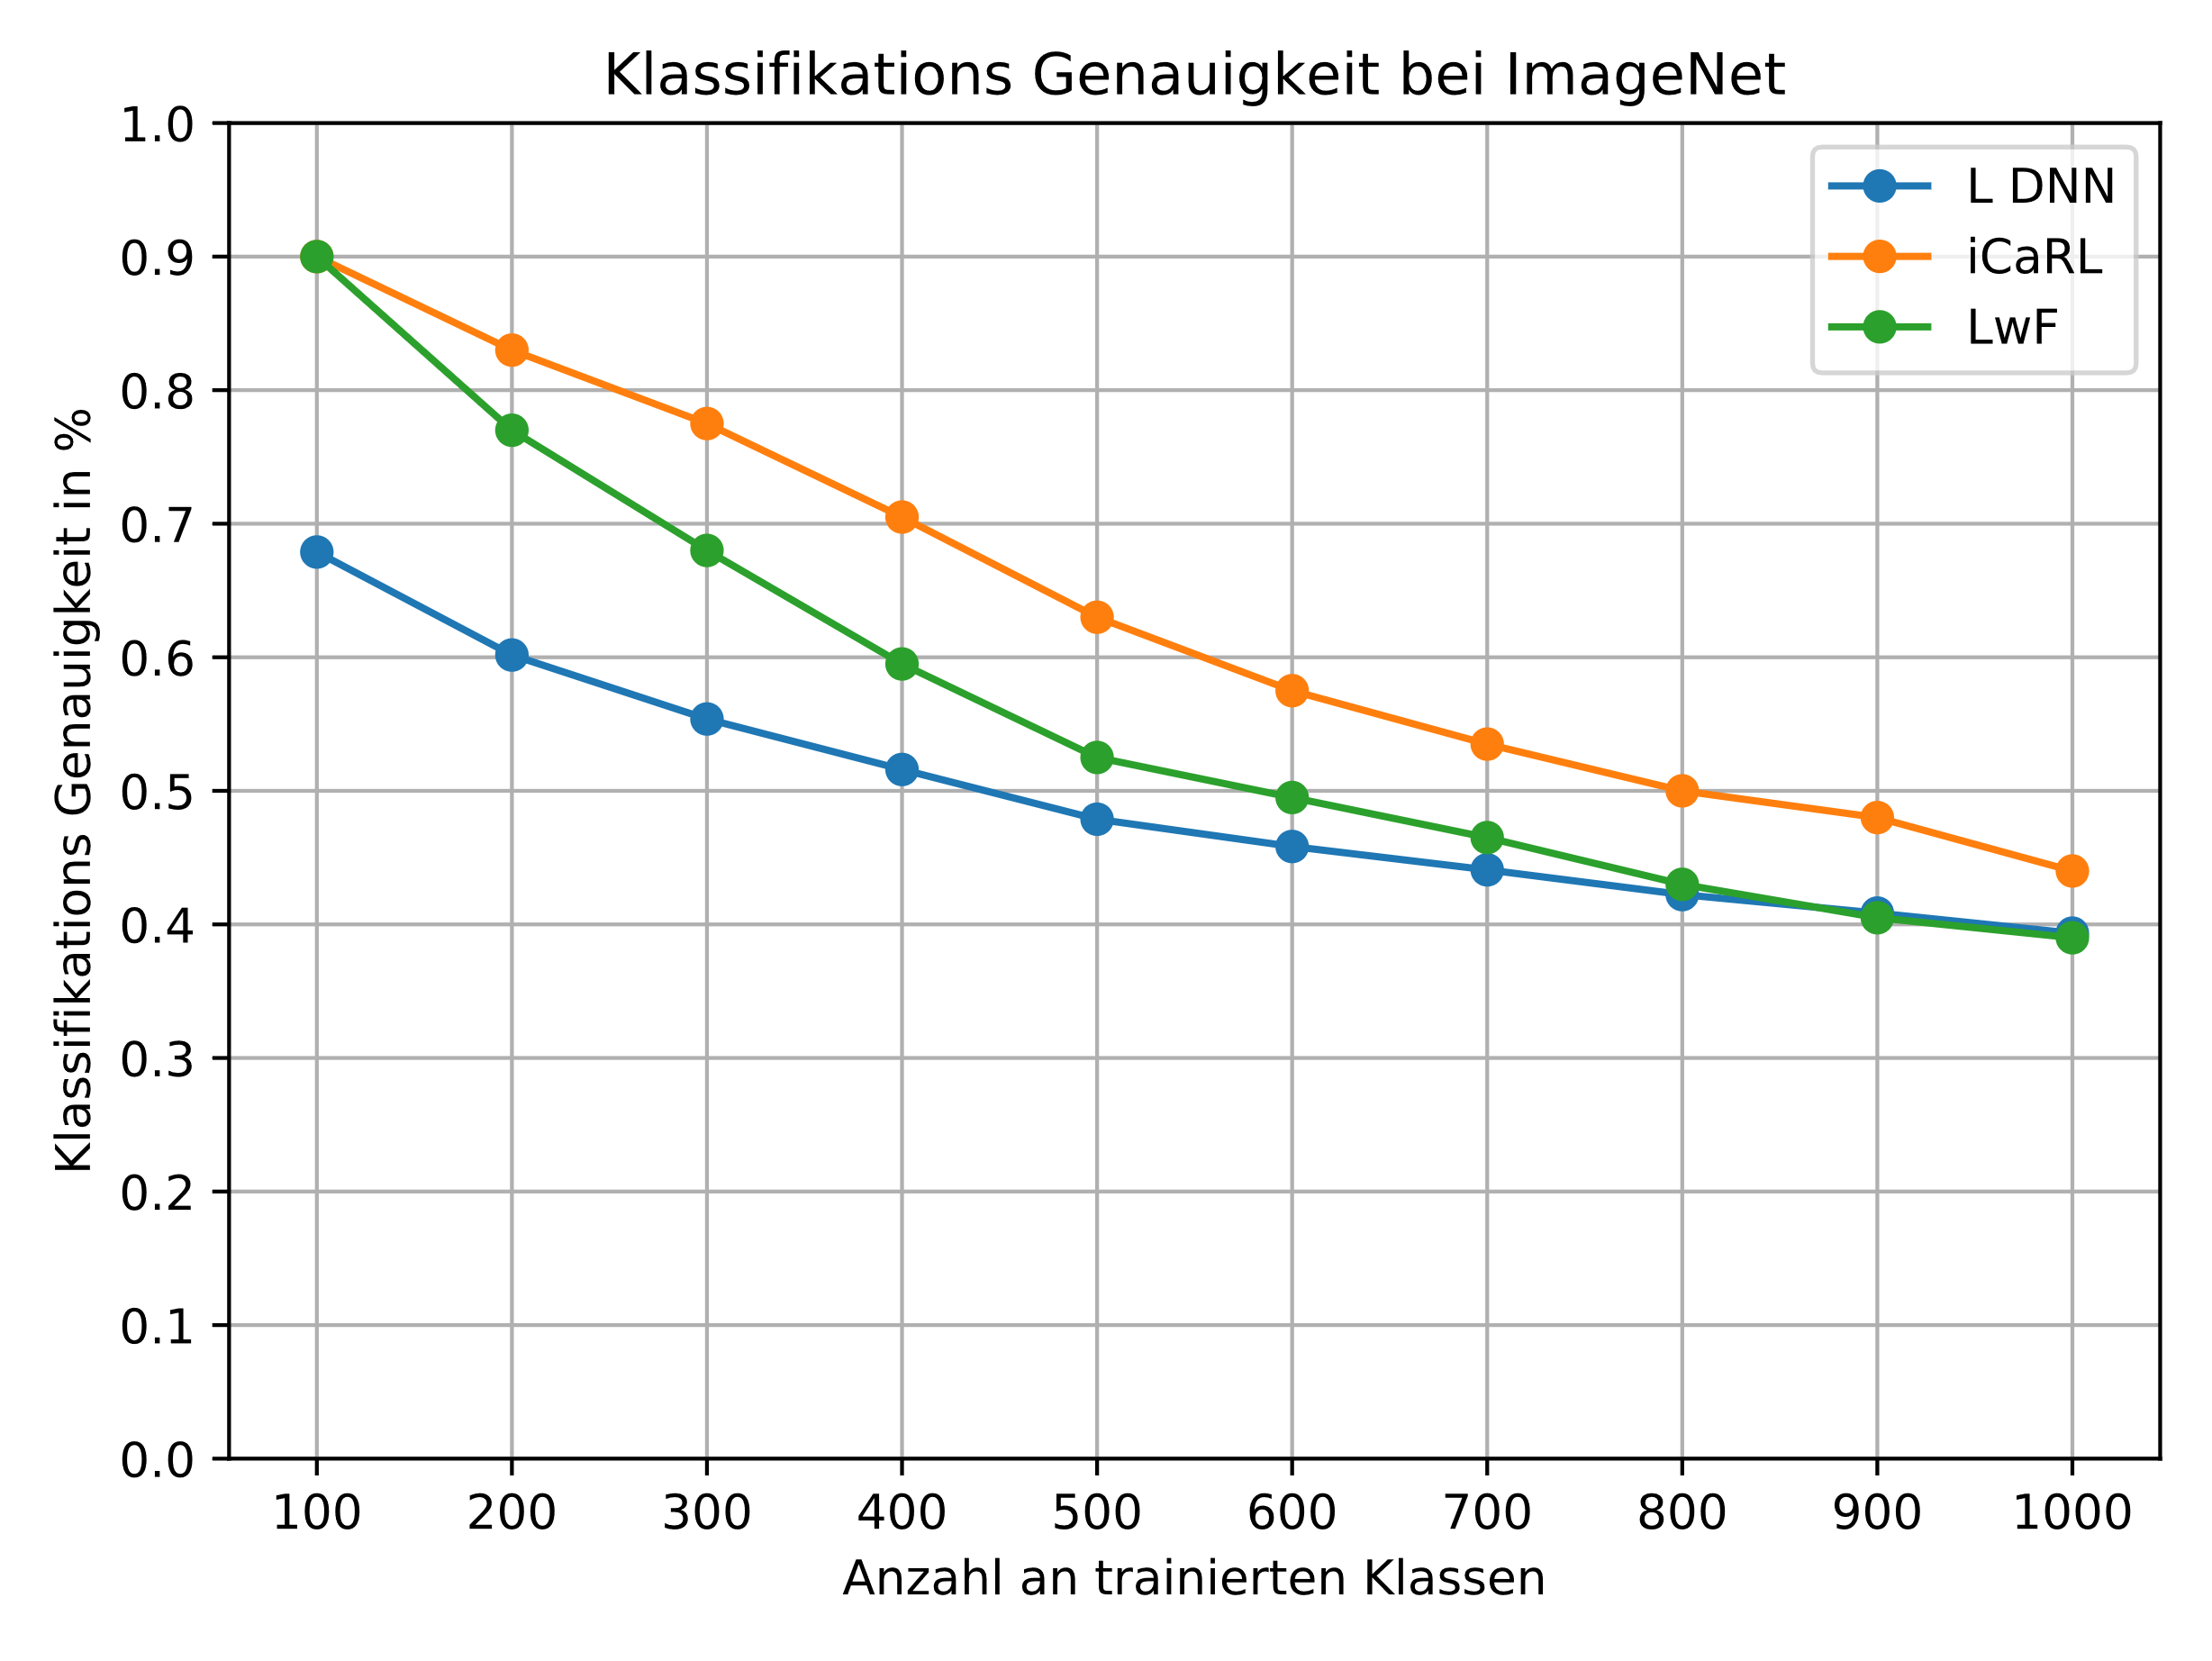 Klassifikations Genauigkeit bei ImageNet
Klassifikations Genauigkeit in %
1.0
0.9
0.8
0.7
0.6
0.5
0.4
0.3
0.2
0.1
0.0
L DNN
iCaRL
LwF
100 200 300 400 500 600 700 800 900 1000
Anzahl an trainierten Klassen